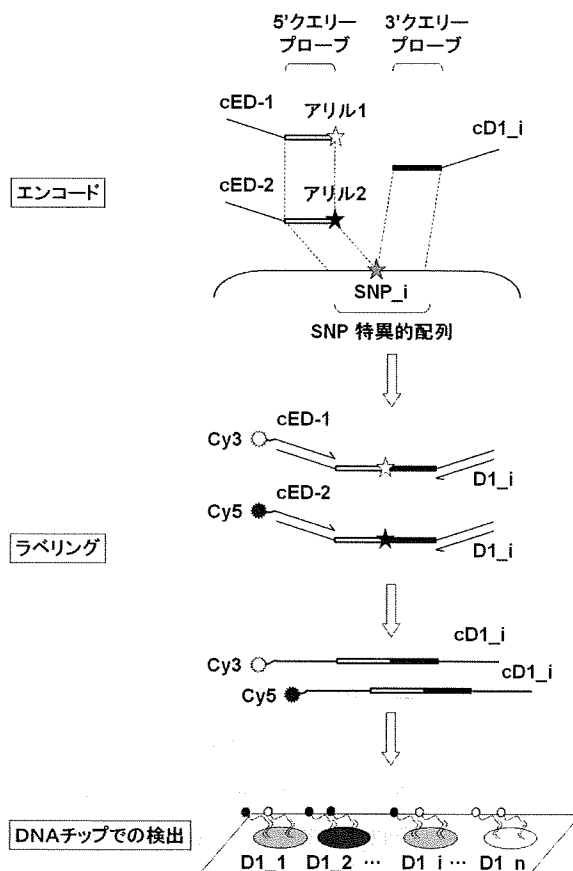 5'クエリー 3'クエリー
プローブ プローブ
cED-1 アリル1 cD1_i
エンコード cED-2 アリル2
SNP_i
SNP 特異的配列
cED-1
Cy3 D1_i
cED-2
Cy5 D1_i
ラベリング
cD1_i
Cy3 cD1_i
Cy5
DNAチップでの検出
D1_1 D1_2 … D1_i … D1_n